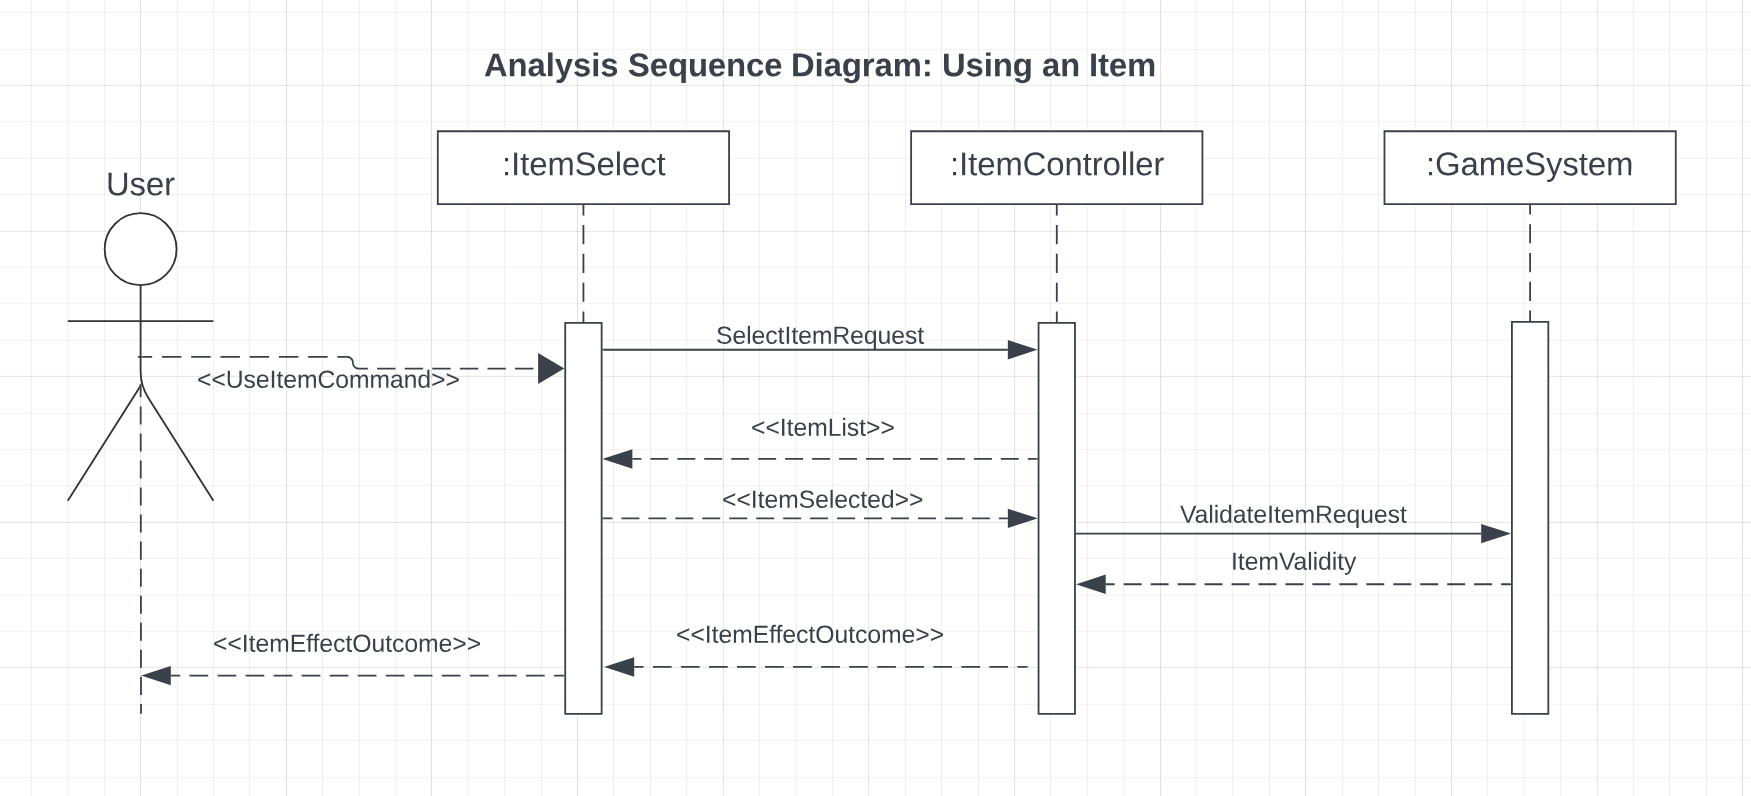 Analysis Sequence Diagram: Using an Item
User
:ItemSelect
:ItemController
:GameSystem
SelectItemRequest
<<UseItemCommand>>
<<ItemList>>
<<ItemSelected>>
ValidateItemRequest
ItemValidity
<<ItemEffectOutcome>>
<<ItemEffectOutcome>>